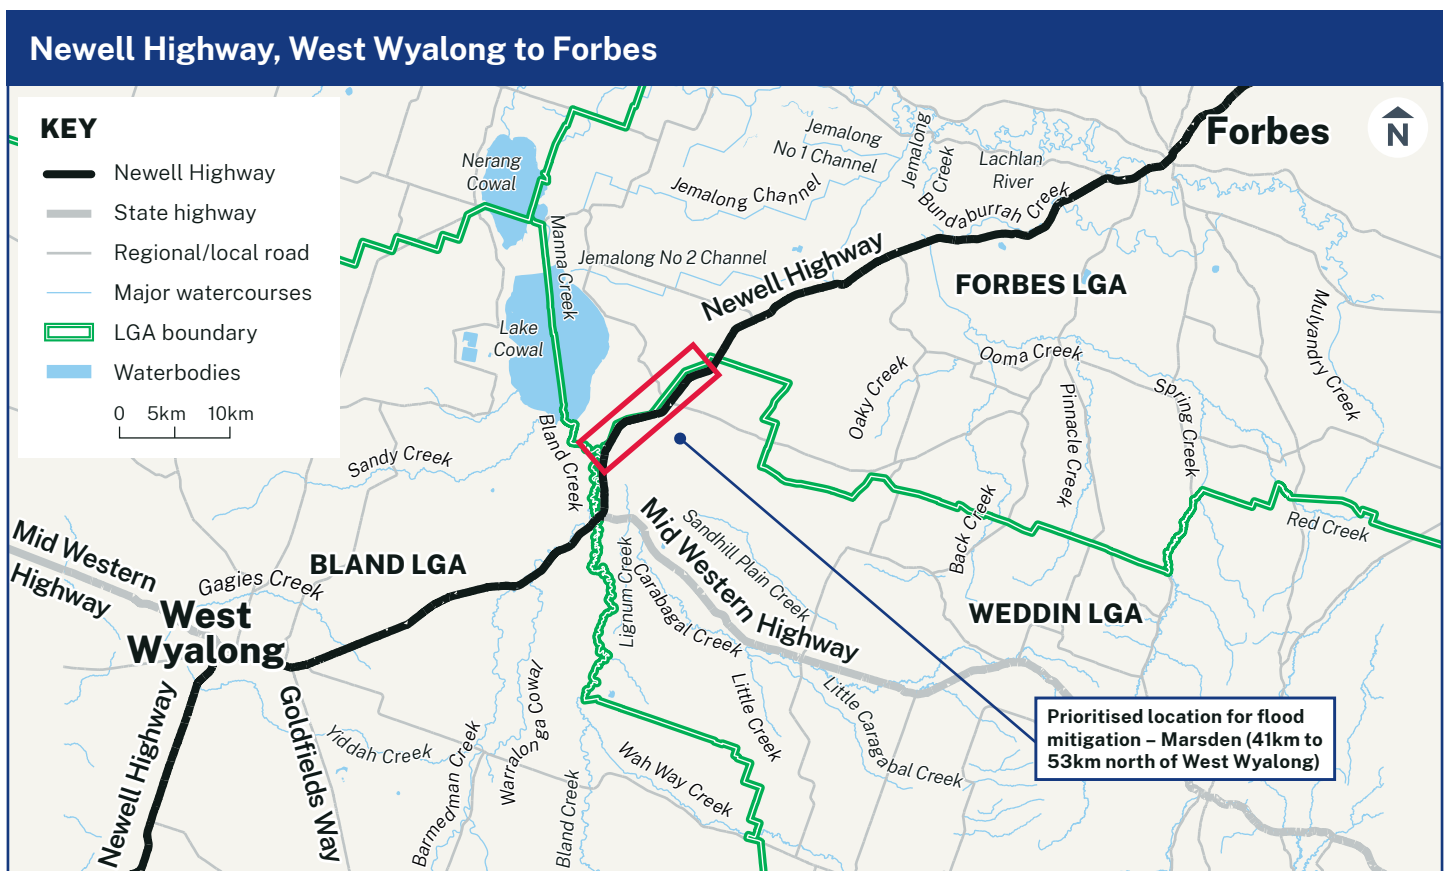 Newell Highway, West Wyalong to Forbes
KEY
Newell Highway
State highway
Regional/local road
Major watercourses
LGA boundary
Waterbodies
0 5km 10km
N
Forbes
Nerang
Cowal
Jemalong
No 1 Channel
Jemalong
Creek
Lachlan
River
Jemalong Channel
Bundaburrah Creek
Manna Creek
Jemalong No 2 Channel
Newell Highway
FORBES LGA
Lake
Cowal
Ooma Creek
Mulyandry Creek
Oaky Creek
Pinnacle Creek
Spring Creek
Bland Creek
Sandy Creek
Back Creek
Red Creek
Mid Western
Highway
Sandhill Plain Creek
Mid Western Highway
BLAND LGA
Gagies Creek
Lignum Creek
Carabagal Creek
WEDDIN LGA
West
Wyalong
Newell Highway
Goldfields Way
Yiddah Creek
Barmedman Creek
Warralonga Cowal
Bland Creek
Wah Way Creek
Little Creek
Little Caragabal Creek
Prioritised location for flood
mitigation – Marsden (41km to
53km north of West Wyalong)